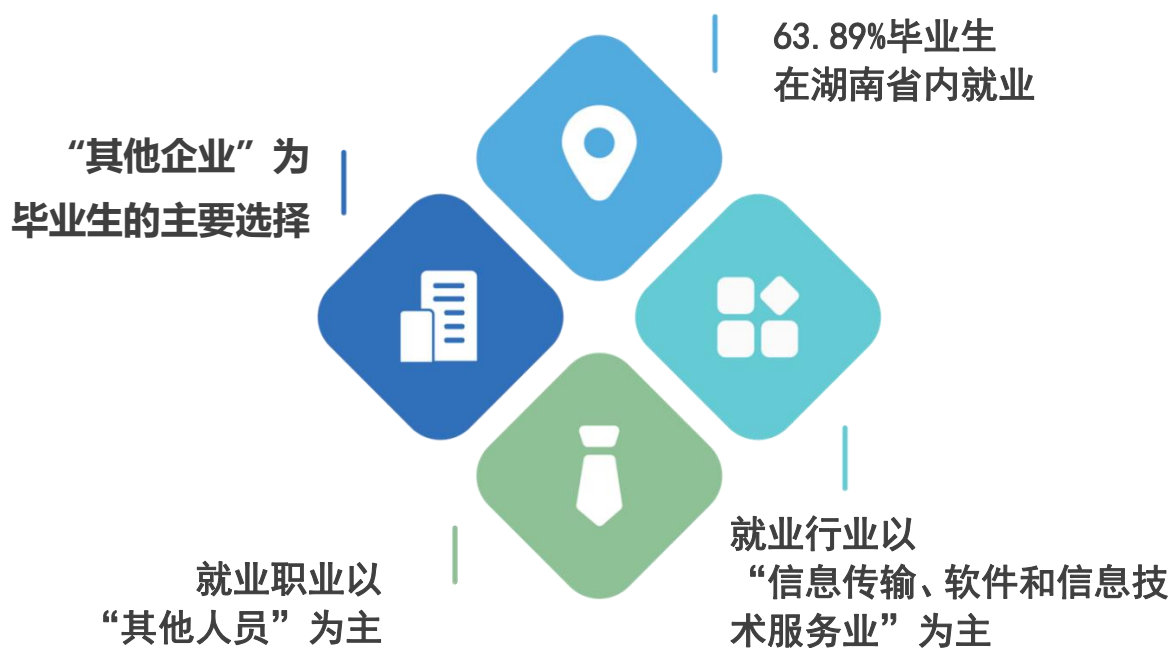 63.89%毕业生
在湖南省内就业
“其他企业”为
毕业生的主要选择
就业行业以
“信息传输、软件和信息技
术服务业”为主
就业职业以
“其他人员”为主